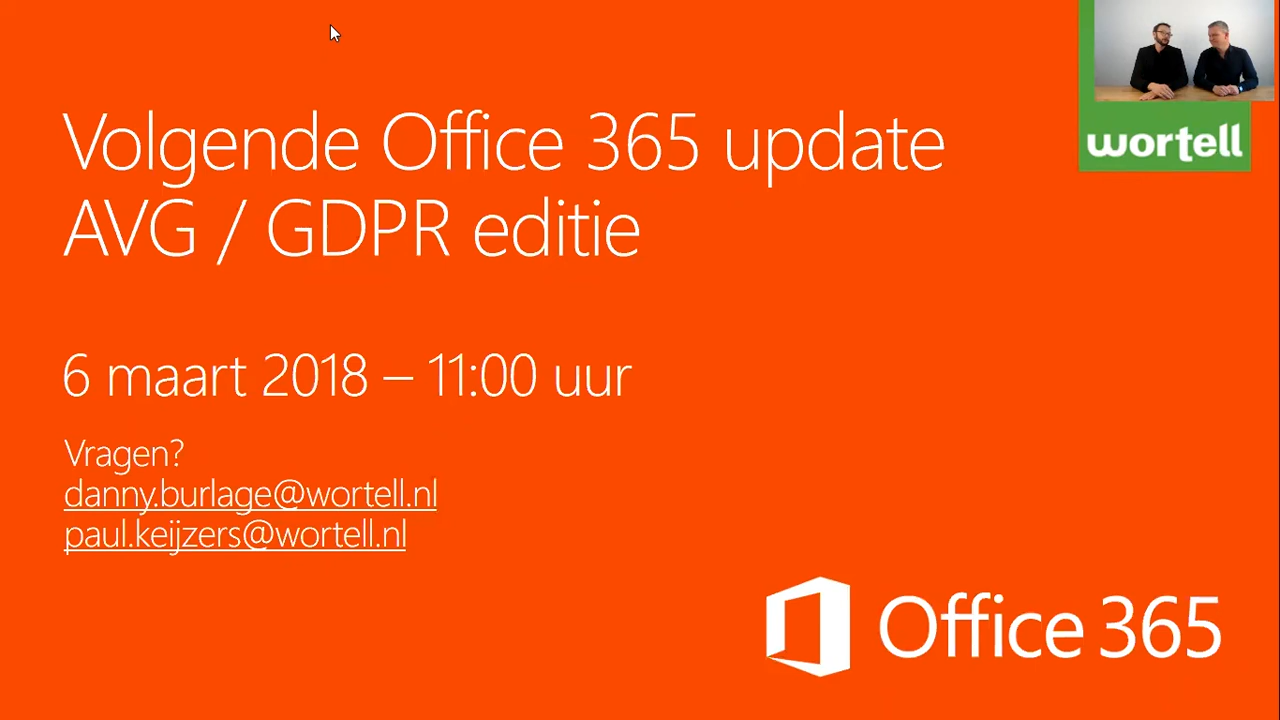 Volgende Office 365 update
AVG / GDPR editie
6 maart 2018 – 11:00 uur
Vragen?
danny.burlage@wortell.nl
paul.keijzers@wortell.nl
wortell
Office 365